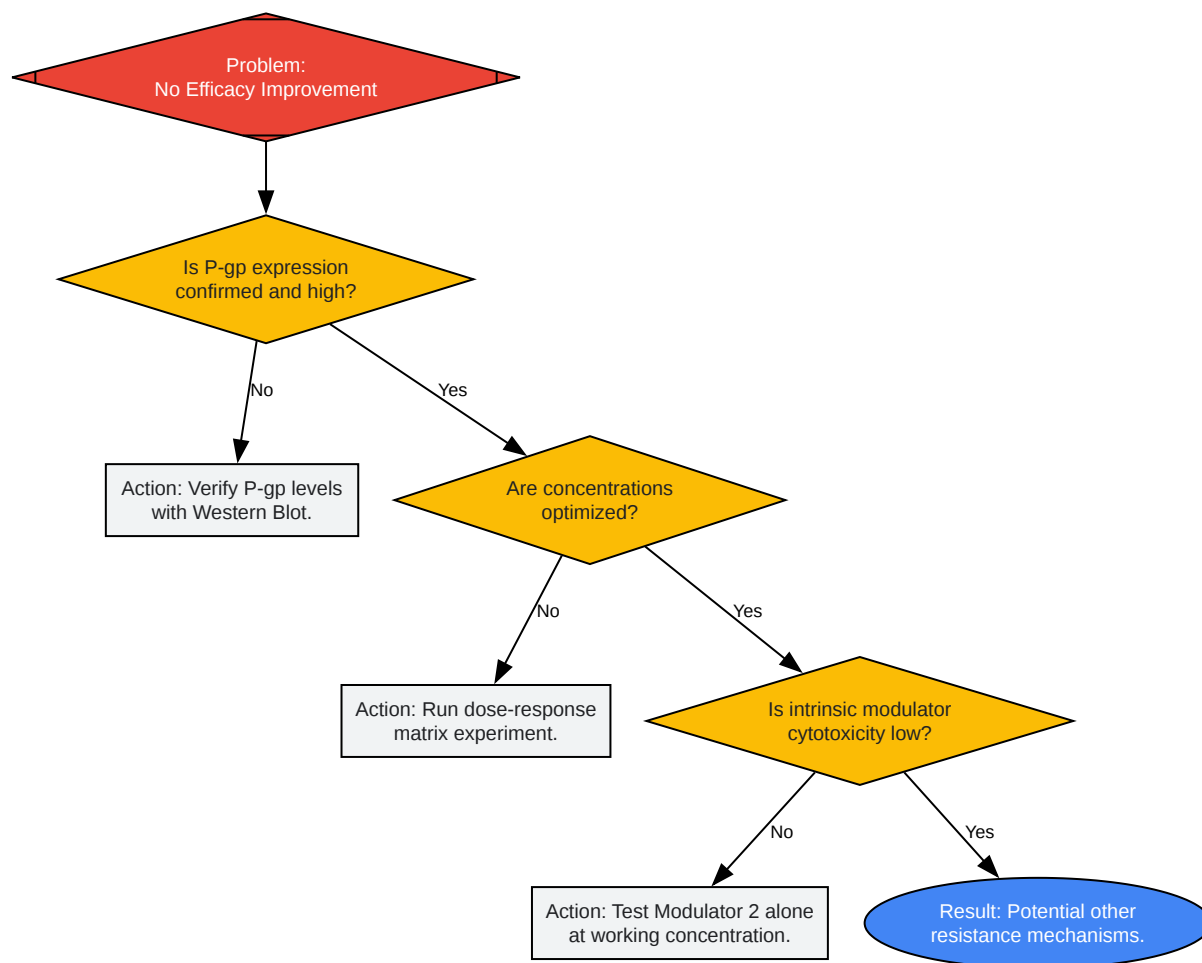 Problem:
No Efficacy Improvement
Is P-gp expression
confirmed and high?
No
Yes
Action: Verify P-gp levels
with Western Blot.
Are concentrations
optimized?
No
Yes
Action: Run dose-response
matrix experiment.
Is intrinsic modulator
cytotoxicity low?
No
Yes
Action: Test Modulator 2 alone
at working concentration.
Result: Potential other
resistance mechanisms.